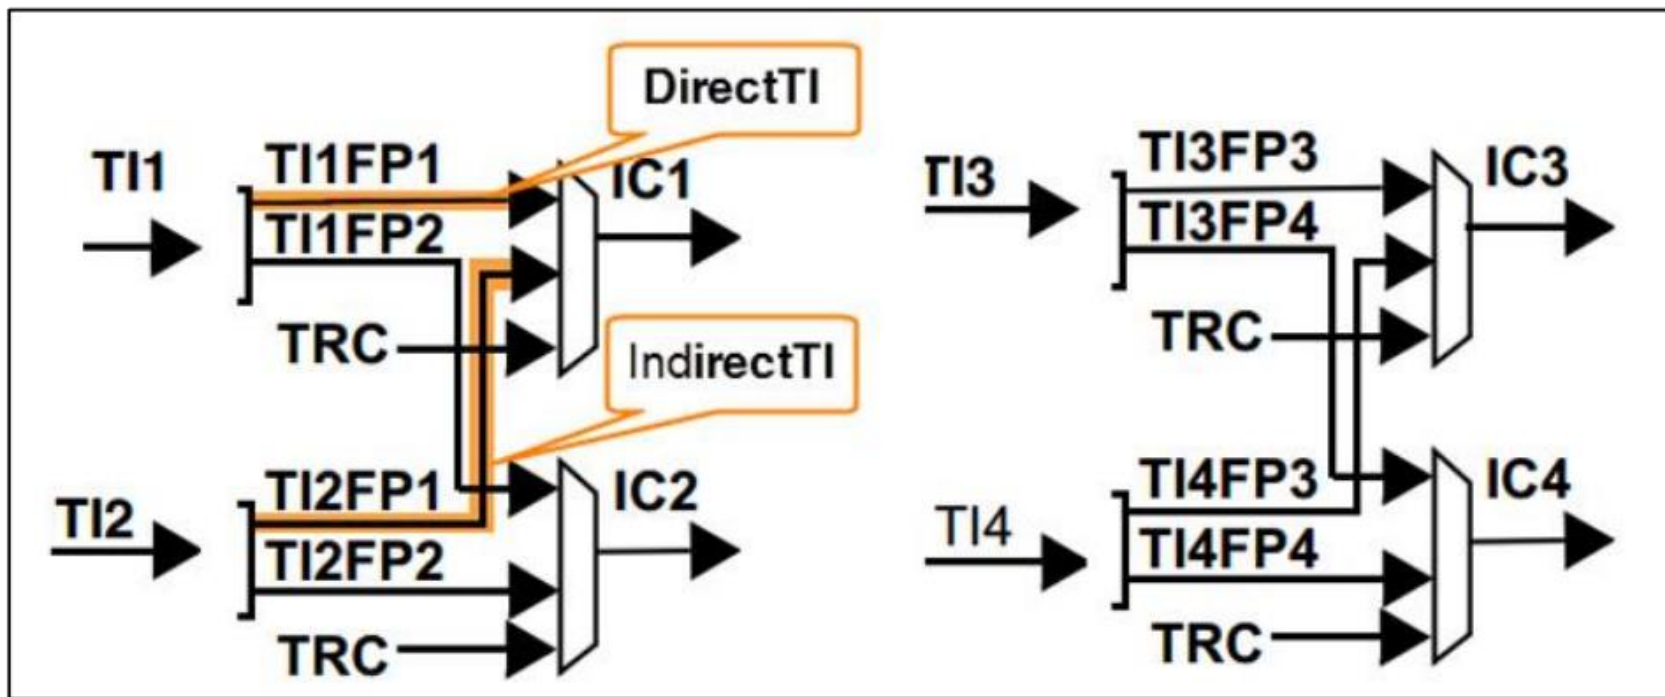 DirectTI
TI1
TI1FP1
IC1
TI1FP2
TRC
IndirectTI
TI2
TI2FP1
IC2
TI2FP2
TRC
TI3
TI3FP3
IC3
TI3FP4
TRC
TI4
TI4FP3
IC4
TI4FP4
TRC